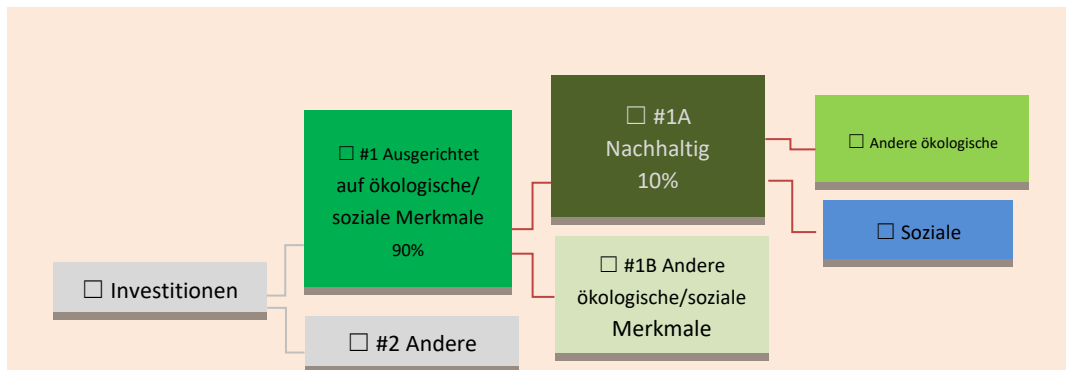 ☐ Investitionen
☐ #1 Ausgerichtet
auf ökologische/
soziale Merkmale
90%
☐ #2 Andere
☐ #1A
Nachhaltig
10%
☐ #1B Andere
ökologische/soziale
Merkmale
☐ Andere ökologische
☐ Soziale